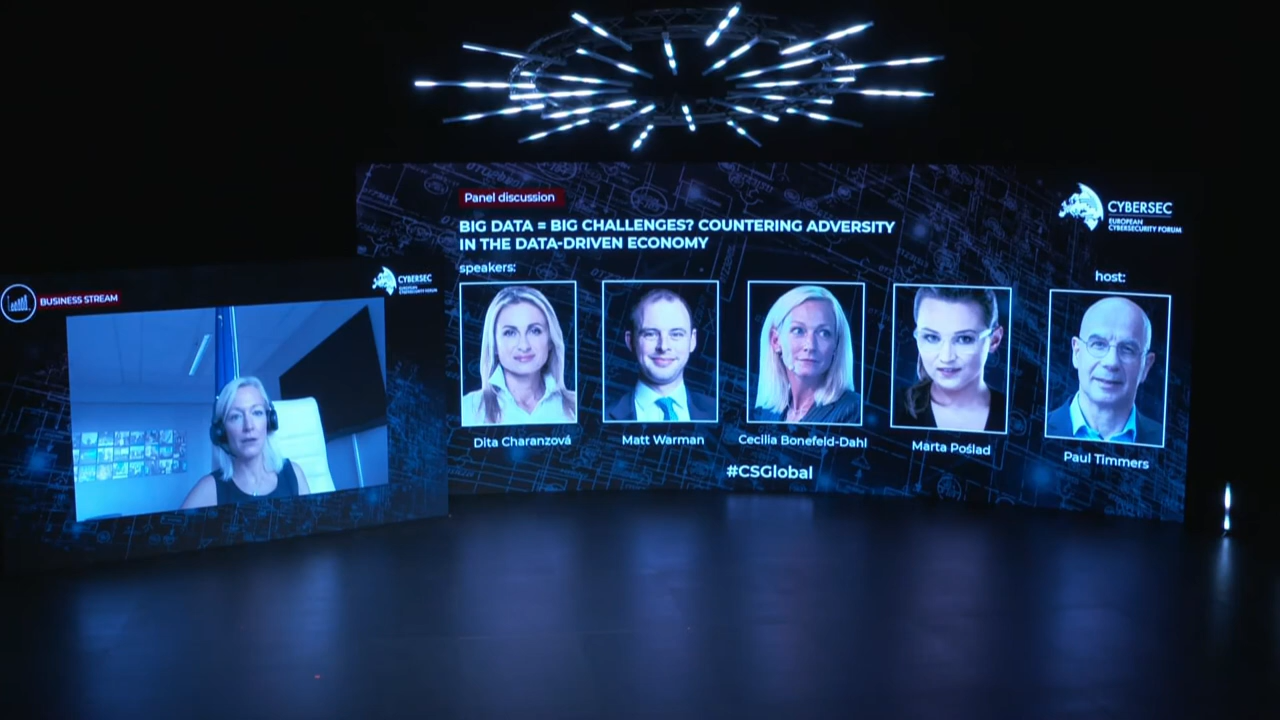 Panel discussion
BIG DATA = BIG CHALLENGES? COUNTERING ADVERSITY
IN THE DATA-DRIVEN ECONOMY
speakers:
CYBERSEC
EUROPEAN
CYBERSECURITY FORUM
host:
Dita Charanzová
Matt Warman
Cecilia Bonefeld-Dahl
Marta Poślad
Paul Timmers
#CSGlobal
BUSINESS STREAM
CYBERSEC
EUROPEAN
CYBERSECURITY FORUM